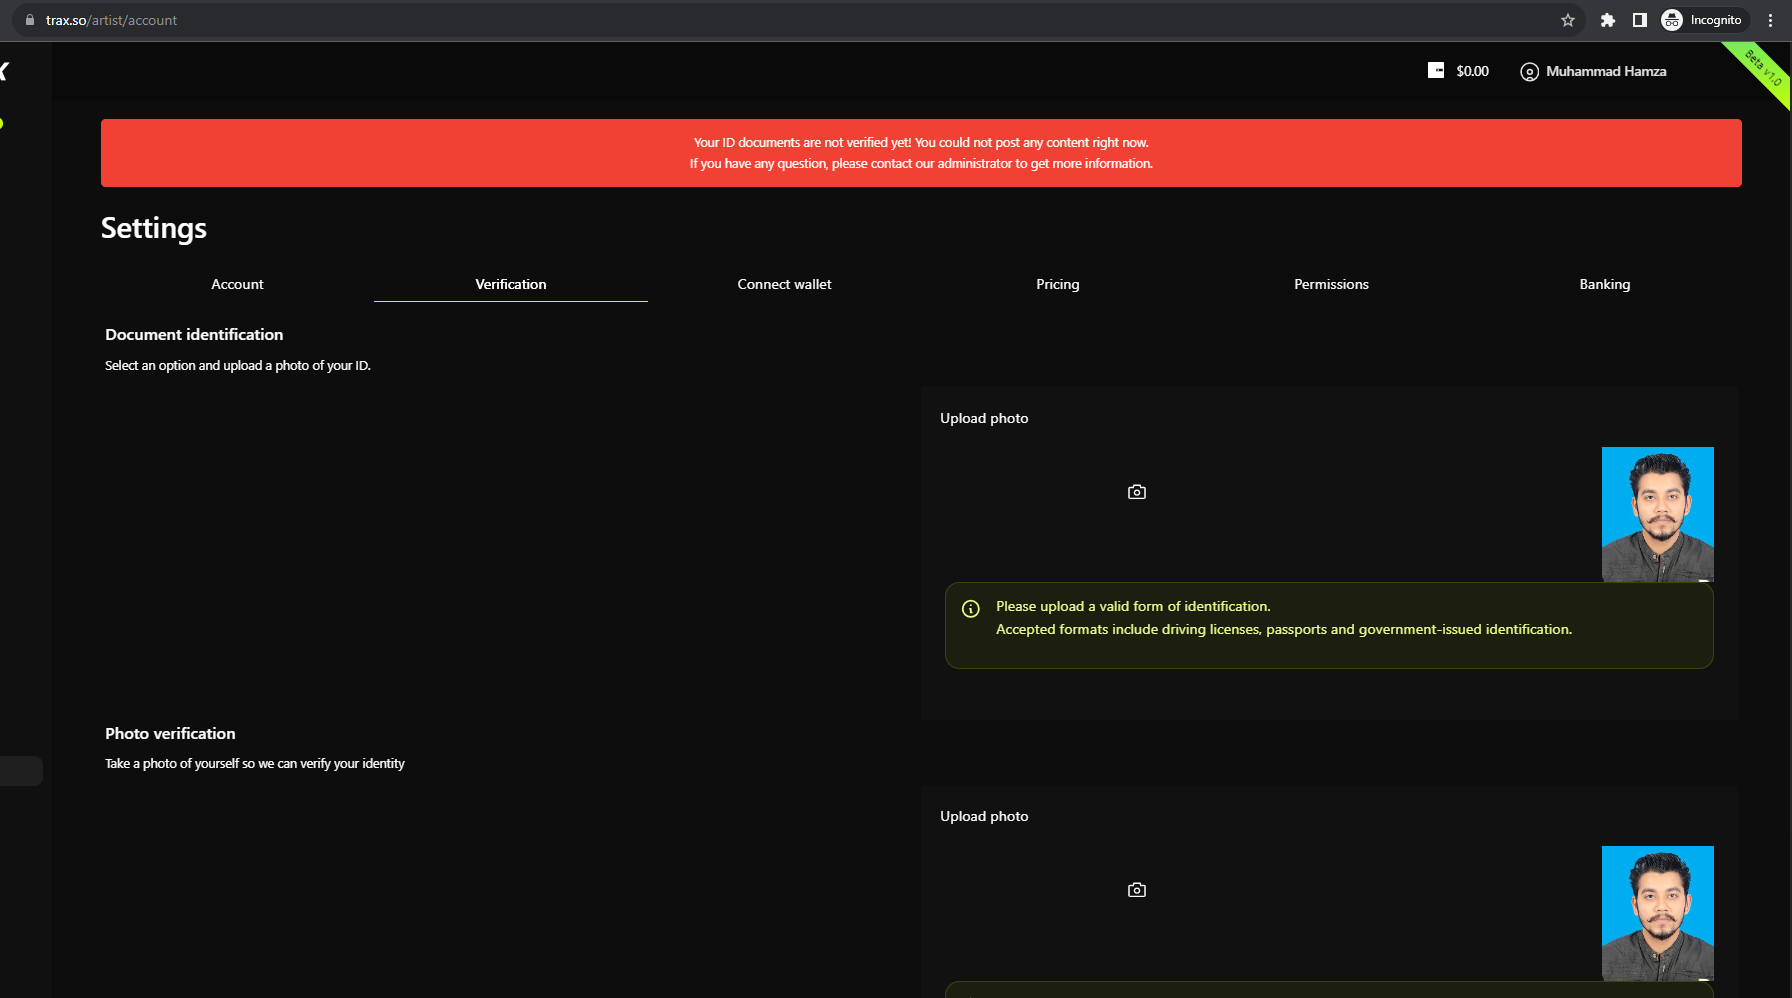 trax.so/artist/account
Incognito
$0.00
Muhammad Hamza
Beta v1.0
Your ID documents are not verified yet! You could not post any content right now.
If you have any question, please contact our administrator to get more information.
Settings
Account
Verification
Connect wallet
Pricing
Permissions
Banking
Document identification
Select an option and upload a photo of your ID.
Upload photo
Please upload a valid form of identification.
Accepted formats include driving licenses, passports and government-issued identification.
Photo verification
Take a photo of yourself so we can verify your identity
Upload photo